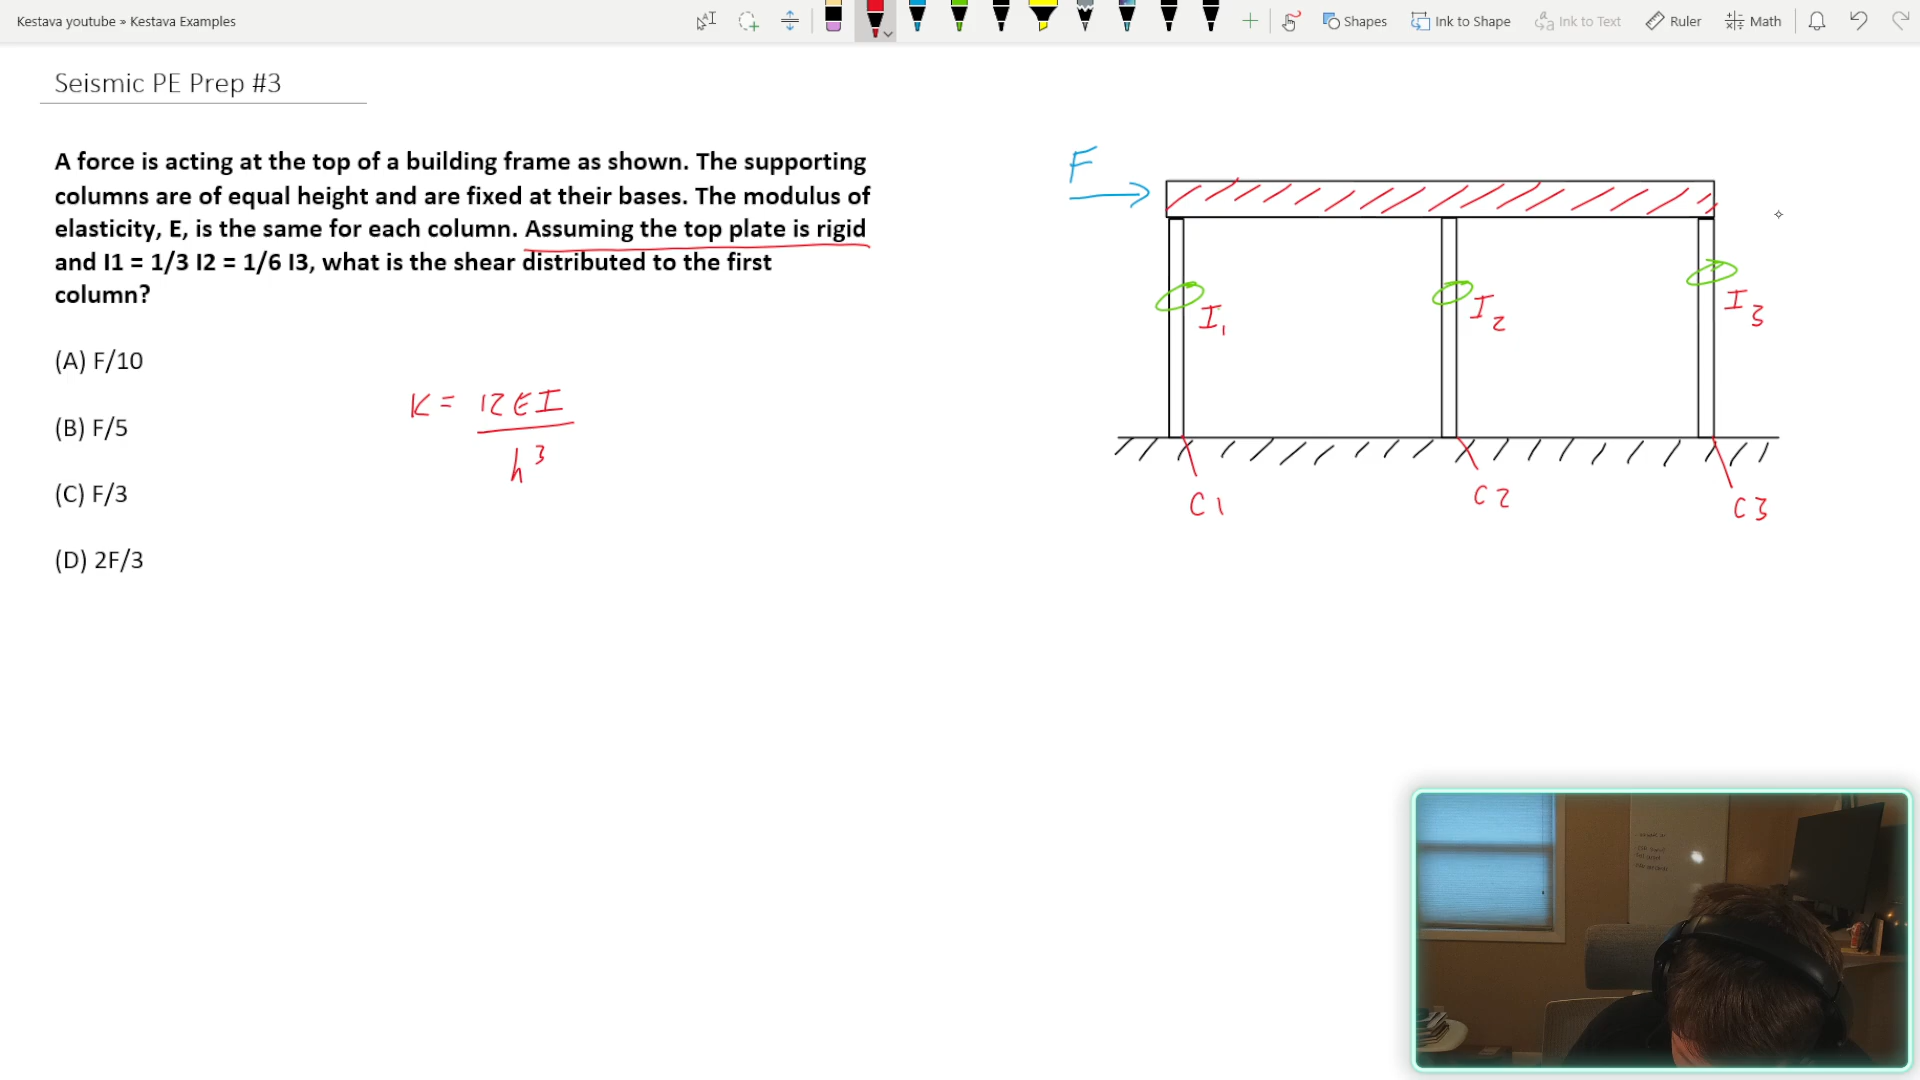 Kestava youtube » Kestava Examples
Shapes
Ink to Shape
Ink to Text
Ruler
Math
Seismic PE Prep #3
A force is acting at the top of a building frame as shown. The supporting
columns are of equal height and are fixed at their bases. The modulus of
elasticity, E, is the same for each column. Assuming the top plate is rigid
and I1 = 1/3 I2 = 1/6 I3, what is the shear distributed to the first
column?
(A) F/10
(B) F/5
(C) F/3
(D) 2F/3
K = 12EI
h³
F
I₁
I₂
I₃
C1
C2
C3